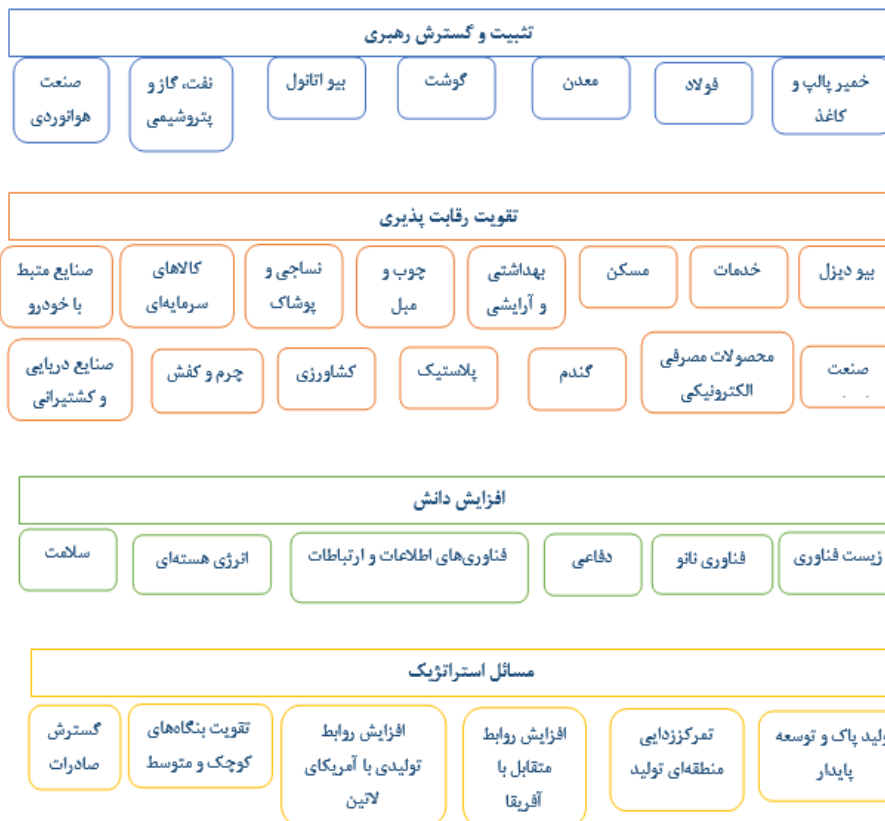 تثبیت و گسترش رهبری
خمیر پالپ و
کاغذ
فولاد
معدن
گوشت
بیو اتانول
نفت، گاز و
پتروشیمی
صنعت
هوانوردی
تقویت رقابت پذیری
بیو دیزل
خدمات
مسکن
بهداشتی
و آرایشی
چوب و
مبل
نساجی و
پوشاک
کالاهای
سرمایه‌ای
صنایع متبط
با خودرو
صنعت
محصولات مصرفی
الکترونیکی
گندم
پلاستیک
کشاورزی
چرم و کفش
صنایع دریایی
و کشتیرانی
افزایش دانش
زیست فناوری
فناوری نانو
دفاعی
فناوری‌های اطلاعات و ارتباطات
انرژی هسته‌ای
سلامت
مسائل استراتژیک
پاک و توسعه
پایدار
تمرکززدایی
منطقه‌ای تولید
افزایش روابط
متقابل با
آفریقا
افزایش روابط
تولیدی با آمریکای
لاتین
تقویت بنگاه‌های
کوچک و متوسط
گسترش
صادرات